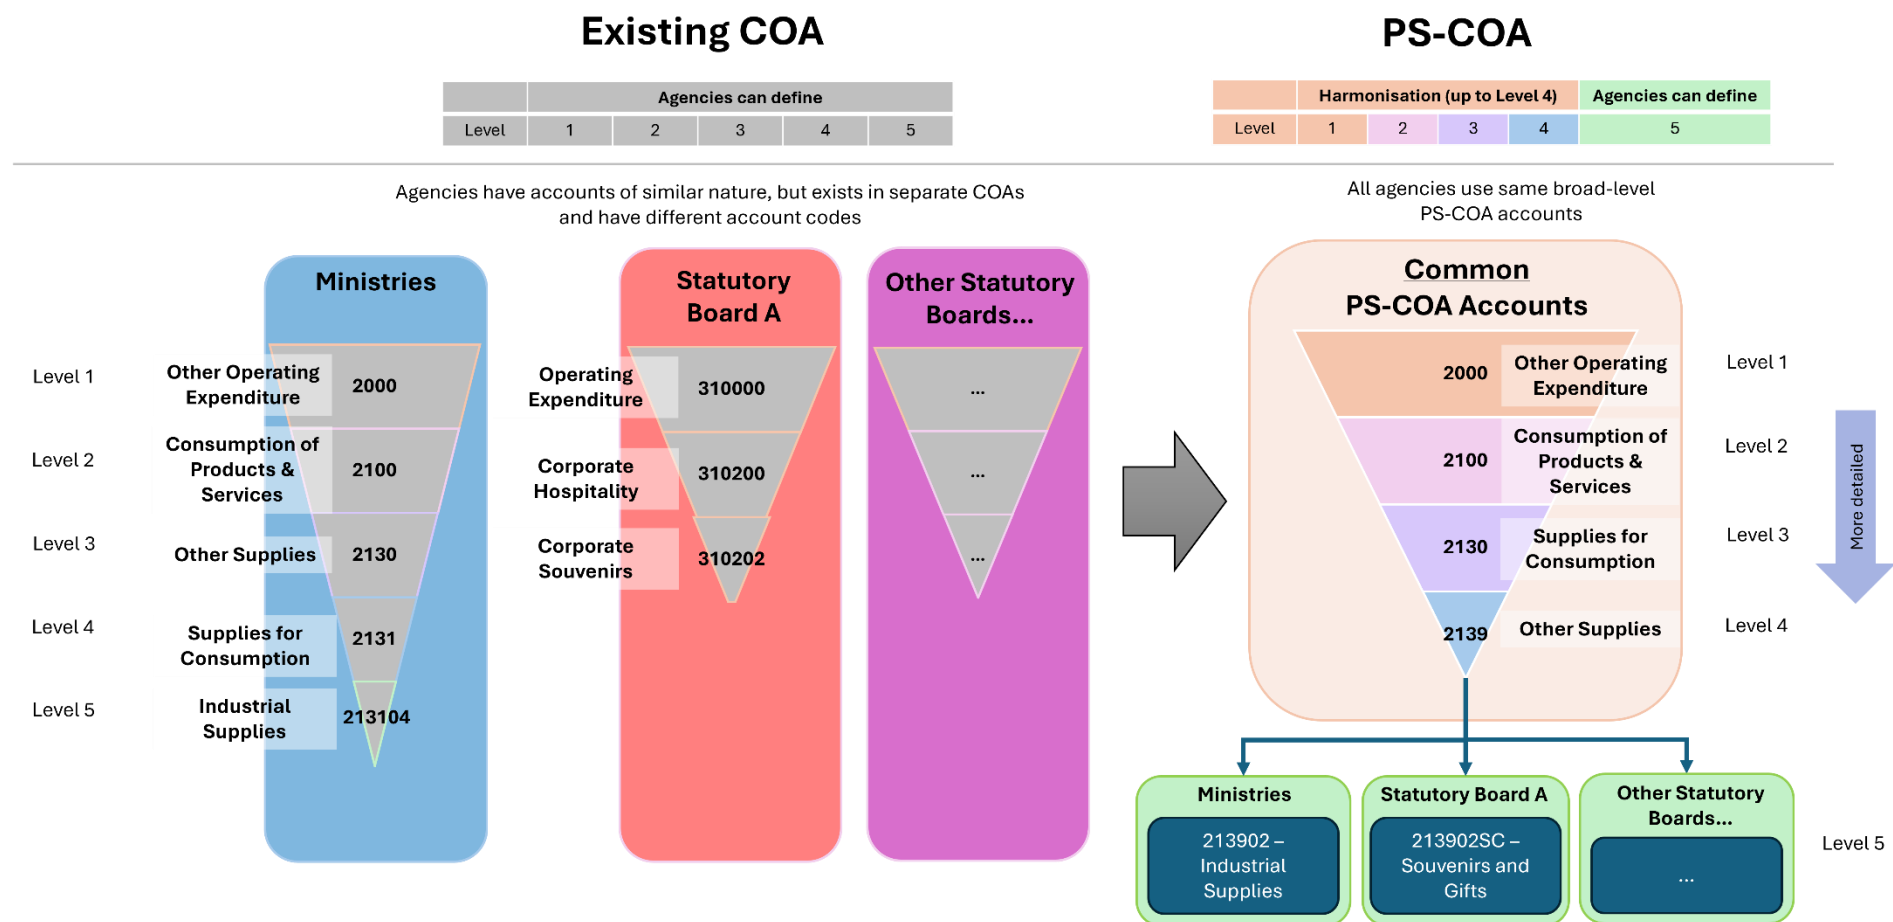 Existing COA
PS-COA
Agencies can define
Level 1 2 3 4 5
Harmonisation (up to Level 4) Agencies can define
Level 1 2 3 4 5
Agencies have accounts of similar nature, but exists in separate COAs
and have different account codes
All agencies use same broad-level
PS-COA accounts
Level 1
Level 2
Level 3
Level 4
Level 5
Ministries
Other Operating
Expenditure
2000
Consumption of
Products &
Services
2100
Other Supplies
2130
Supplies for
Consumption
2131
Industrial
Supplies
213104
Statutory
Board A
Operating
Expenditure
310000
Corporate
Hospitality
310200
Corporate
Souvenirs
310202
Other Statutory
Boards...
...
...
...
Common
PS-COA Accounts
2000
Other Operating
Expenditure
Level 1
2100
Consumption of
Products &
Services
Level 2
2130
Supplies for
Consumption
Level 3
2139
Other Supplies
Level 4
More detailed
Ministries
213902 –
Industrial
Supplies
Statutory Board A
213902SC –
Souvenirs and
Gifts
Other Statutory
Boards...
...
Level 5